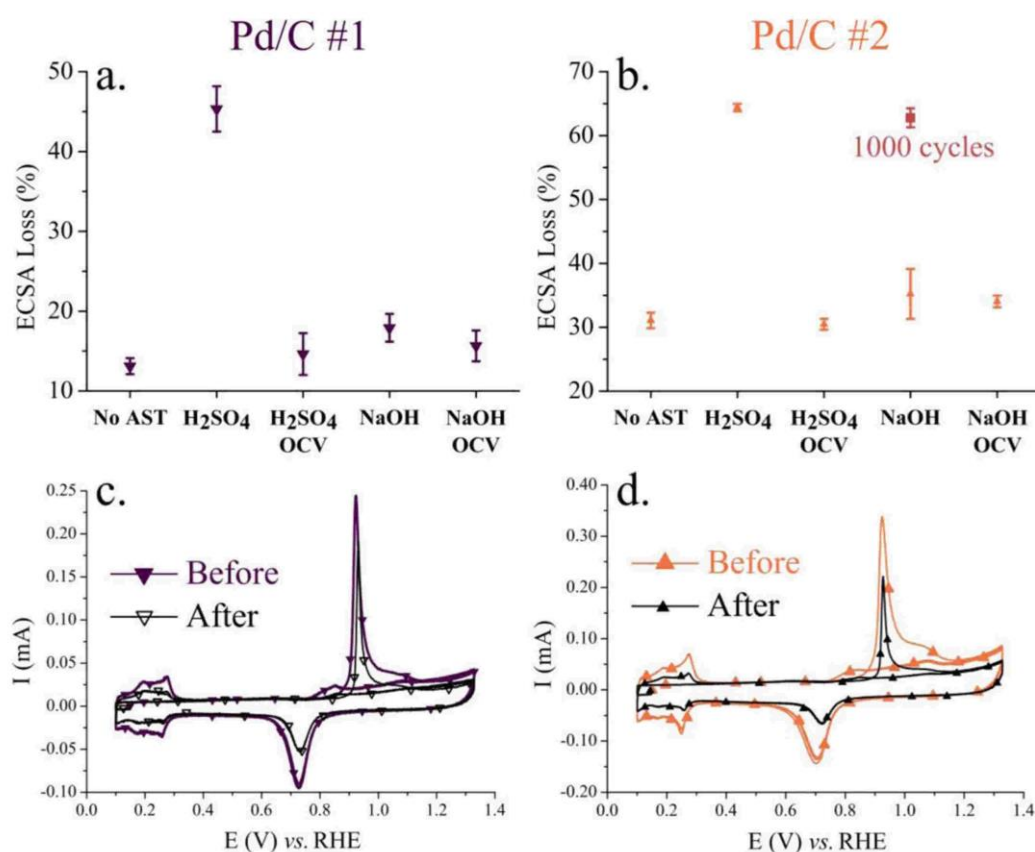 Pd/C #1
Pd/C #2
a.
50
40
30
20
10
ECSA Loss (%)
No AST
H2SO4
H2SO4
OCV
NaOH
NaOH
OCV
b.
70
60
50
40
30
20
ECSA Loss (%)
1000 cycles
No AST
H2SO4
H2SO4
OCV
NaOH
NaOH
OCV
c.
0.25
0.20
0.15
0.10
0.05
0.00
-0.05
-0.10
I (mA)
Before
After
0.0
0.2
0.4
0.6
0.8
1.0
1.2
1.4
E (V) vs. RHE
d.
0.40
0.30
0.20
0.10
0.00
-0.10
-0.20
I (mA)
Before
After
0.0
0.2
0.4
0.6
0.8
1.0
1.2
1.4
E (V) vs. RHE